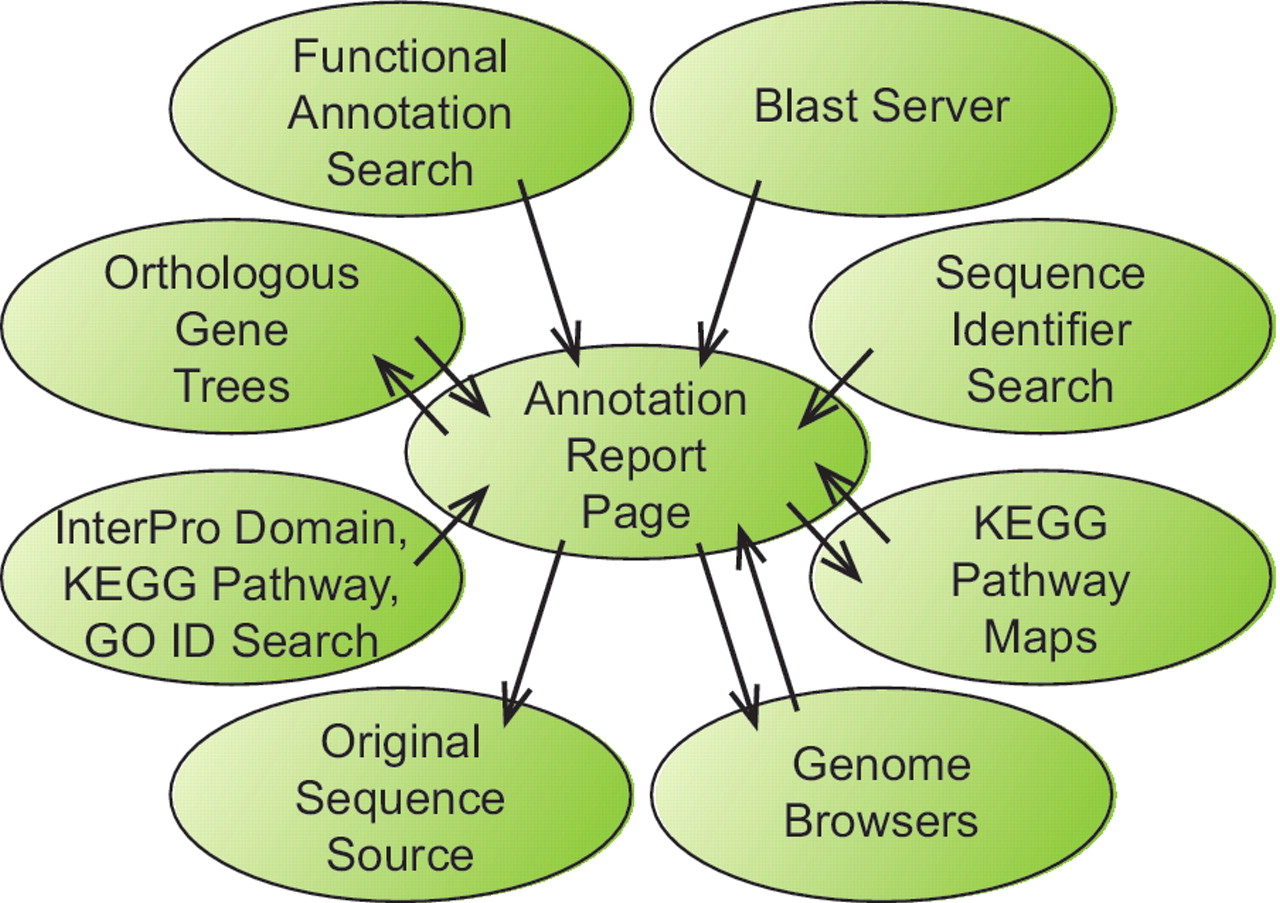 Functional
Annotation
Search
Blast Server
Orthologous
Gene
Trees
Sequence
Identifier
Search
Annotation
Report
Page
InterPro Domain,
KEGG Pathway,
GO ID Search
KEGG
Pathway
Maps
Original
Sequence
Source
Genome
Browsers